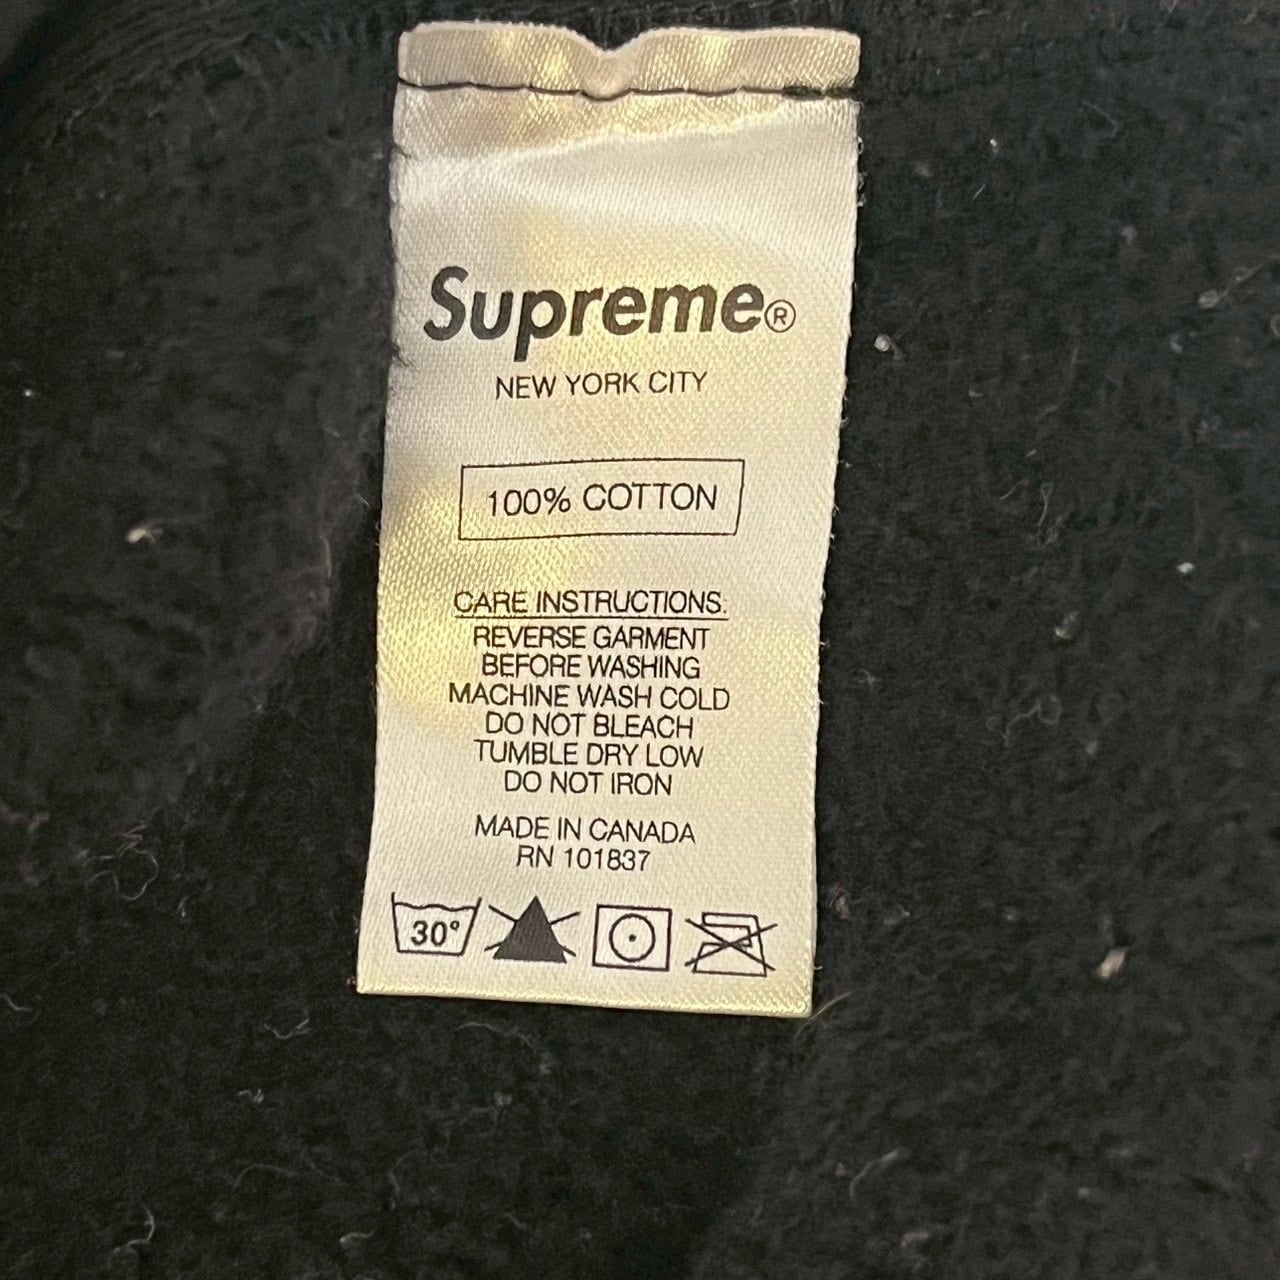 Supreme®
NEW YORK CITY
100% COTTON
CARE INSTRUCTIONS:
REVERSE GARMENT
BEFORE WASHING
MACHINE WASH COLD
DO NOT BLEACH
TUMBLE DRY LOW
DO NOT IRON
MADE IN CANADA
RN 101837
30°